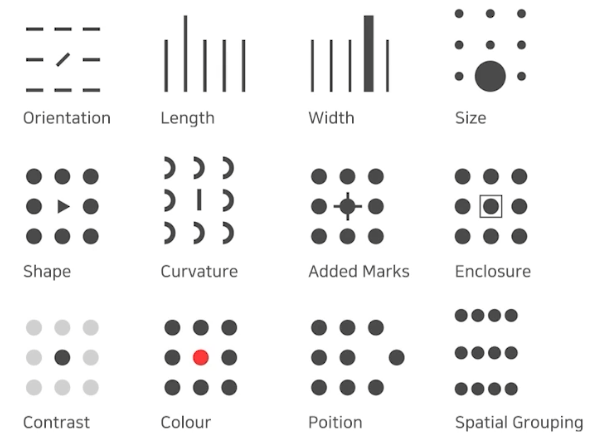 Orientation
Length
Width
Size
Shape
Curvature
Added Marks
Enclosure
Contrast
Colour
Poition
Spatial Grouping